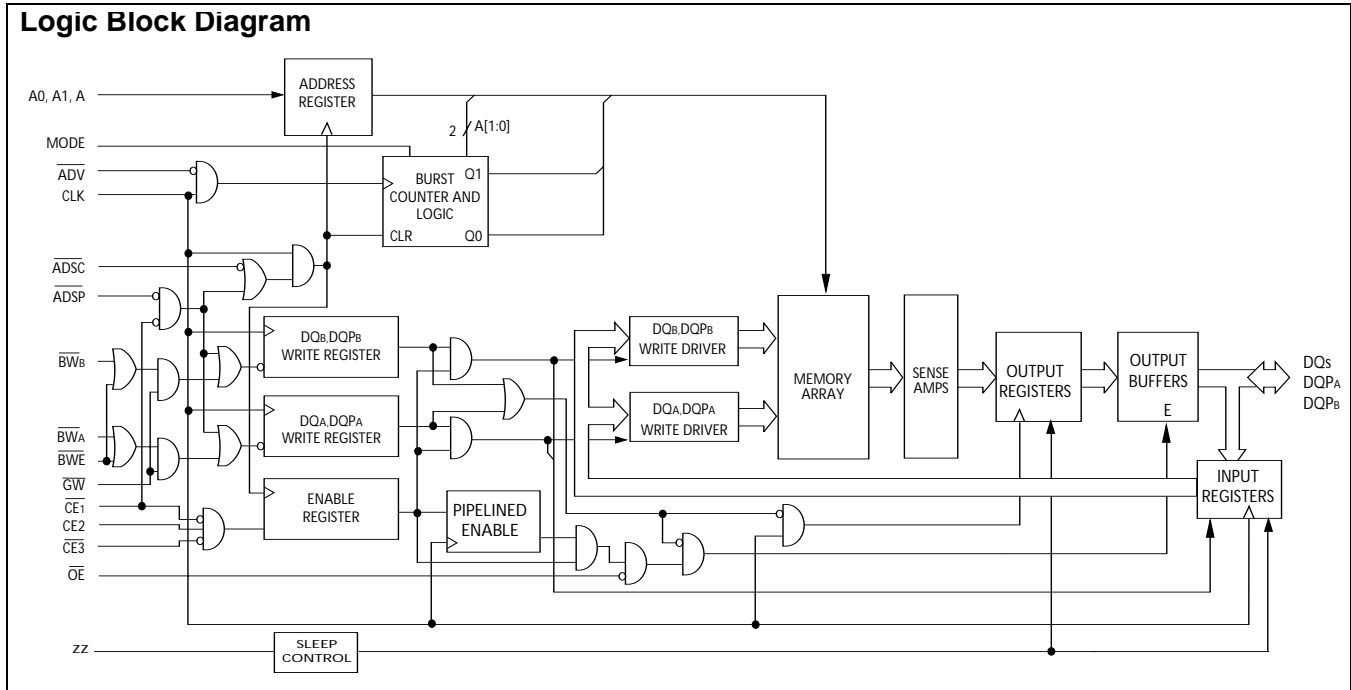 Logic Block Diagram
A0, A1, A
ADDRESS
REGISTER
MODE
2
A[1:0]
ADV
CLK
BURST
COUNTER AND
LOGIC
Q1
CLR
Q0
ADSC
ADSP
BWB
BWA
BWE
GW
CE1
CE2
CE3
OE
ZZ
DQB,DQPB
WRITE REGISTER
DQA,DQPA
WRITE REGISTER
ENABLE
REGISTER
PIPELINED
ENABLE
SLEEP
CONTROL
DQB,DQPB
WRITE DRIVER
DQA,DQPA
WRITE DRIVER
MEMORY
ARRAY
SENSE
AMPS
OUTPUT
REGISTERS
OUTPUT
BUFFERS
E
DQs
DQPA
DQPB
INPUT
REGISTERS